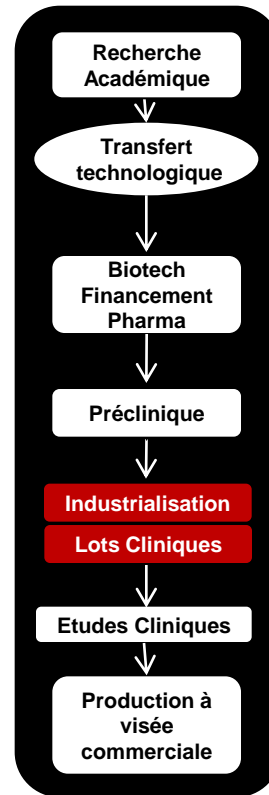 Recherche
Académique
Transfert
technologique
Biotech
Financement
Pharma
Préclinique
Industrialisation
Lots Cliniques
Etudes Cliniques
Production à
visée
commerciale